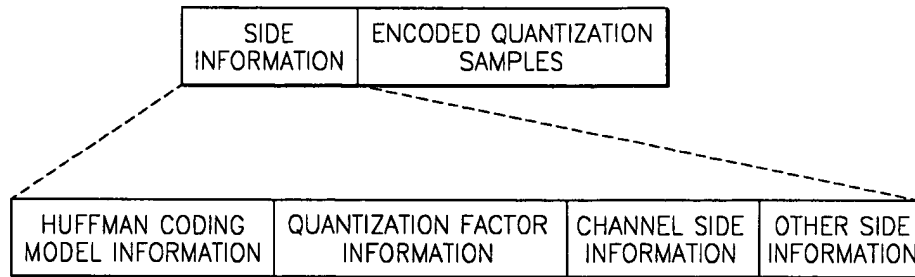 SIDE
INFORMATION
ENCODED QUANTIZATION
SAMPLES
HUFFMAN CODING
MODEL INFORMATION
QUANTIZATION FACTOR
INFORMATION
CHANNEL SIDE
INFORMATION
OTHER SIDE
INFORMATION